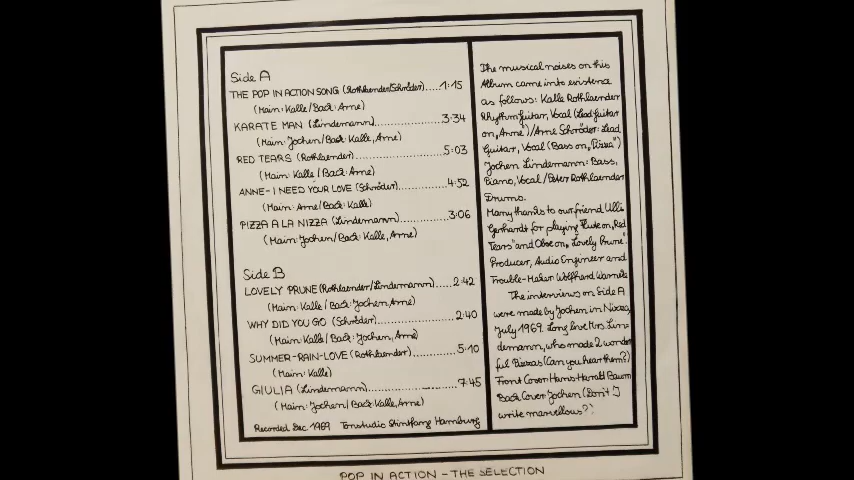 Side A
THE POP IN ACTION SONG (Rothlaender/Schröder).....1:15
(Main: Kalle/Back: Arne)
KARATE MAN (Lindemann)..................3:34
(Main: Jochen/Back: Kalle, Arne)
RED TEARS (Rothlaender)....................5:03
(Main: Kalle / Back: Arne)
ANNE-I NEED YOUR LOVE (Schröder)..........4:52
(Main: Arne/Back: Kalle)
PIZZA A LA NIZZA (Lindemann)................3:06
(Main: Jochen/Back: Kalle, Arne)
Side B
LOVELY PRUNE (Rothlaender/Lindemann).....2:42
(Main: Kalle / Back: Jochen, Arne)
WHY DID YOU GO (Schröder)....................2:40
(Main: Kalle / Back: Jochen, Arne)
SUMMER-RAIN-LOVE (Rothlaender)............5:10
(Main: Kalle)
GIULIA (Lindemann)......................7:45
(Main: Jochen/Back: Kalle, Arne)
Recorded Dec. 1969 Tonstudio Stintfang Hamburg
The musical noises on this
Album came into existence
as follows: Kalle Rothlaender
Rhythmguitar, Vocal (Leadguitar
on „Anne")/Arne Schröder: Lead
Guitar, Vocal (Bass on „Pizza")
Jochen Lindemann: Bass,
Piano, Vocal / Peter Rothlaender
Drums.
Many thanks to our friend Ulli
Gerhardt for playing Flute on „Red
Tears" and Oboe on „Lovely Prune".
Producer, Audio Engineer and
Trouble-Maker Wolfhard Warnke
The interviews on Side A
were made by Jochen in Nizza,
July 1969. Long live Mrs. Lin-
demann, who made 2 wonder
ful Pizzas (Can you hear them?)
Front Cover: Hans-Harald Baum
Back Cover Jochen (Don't I
write marvellous?)
POP IN ACTION - THE SELECTION